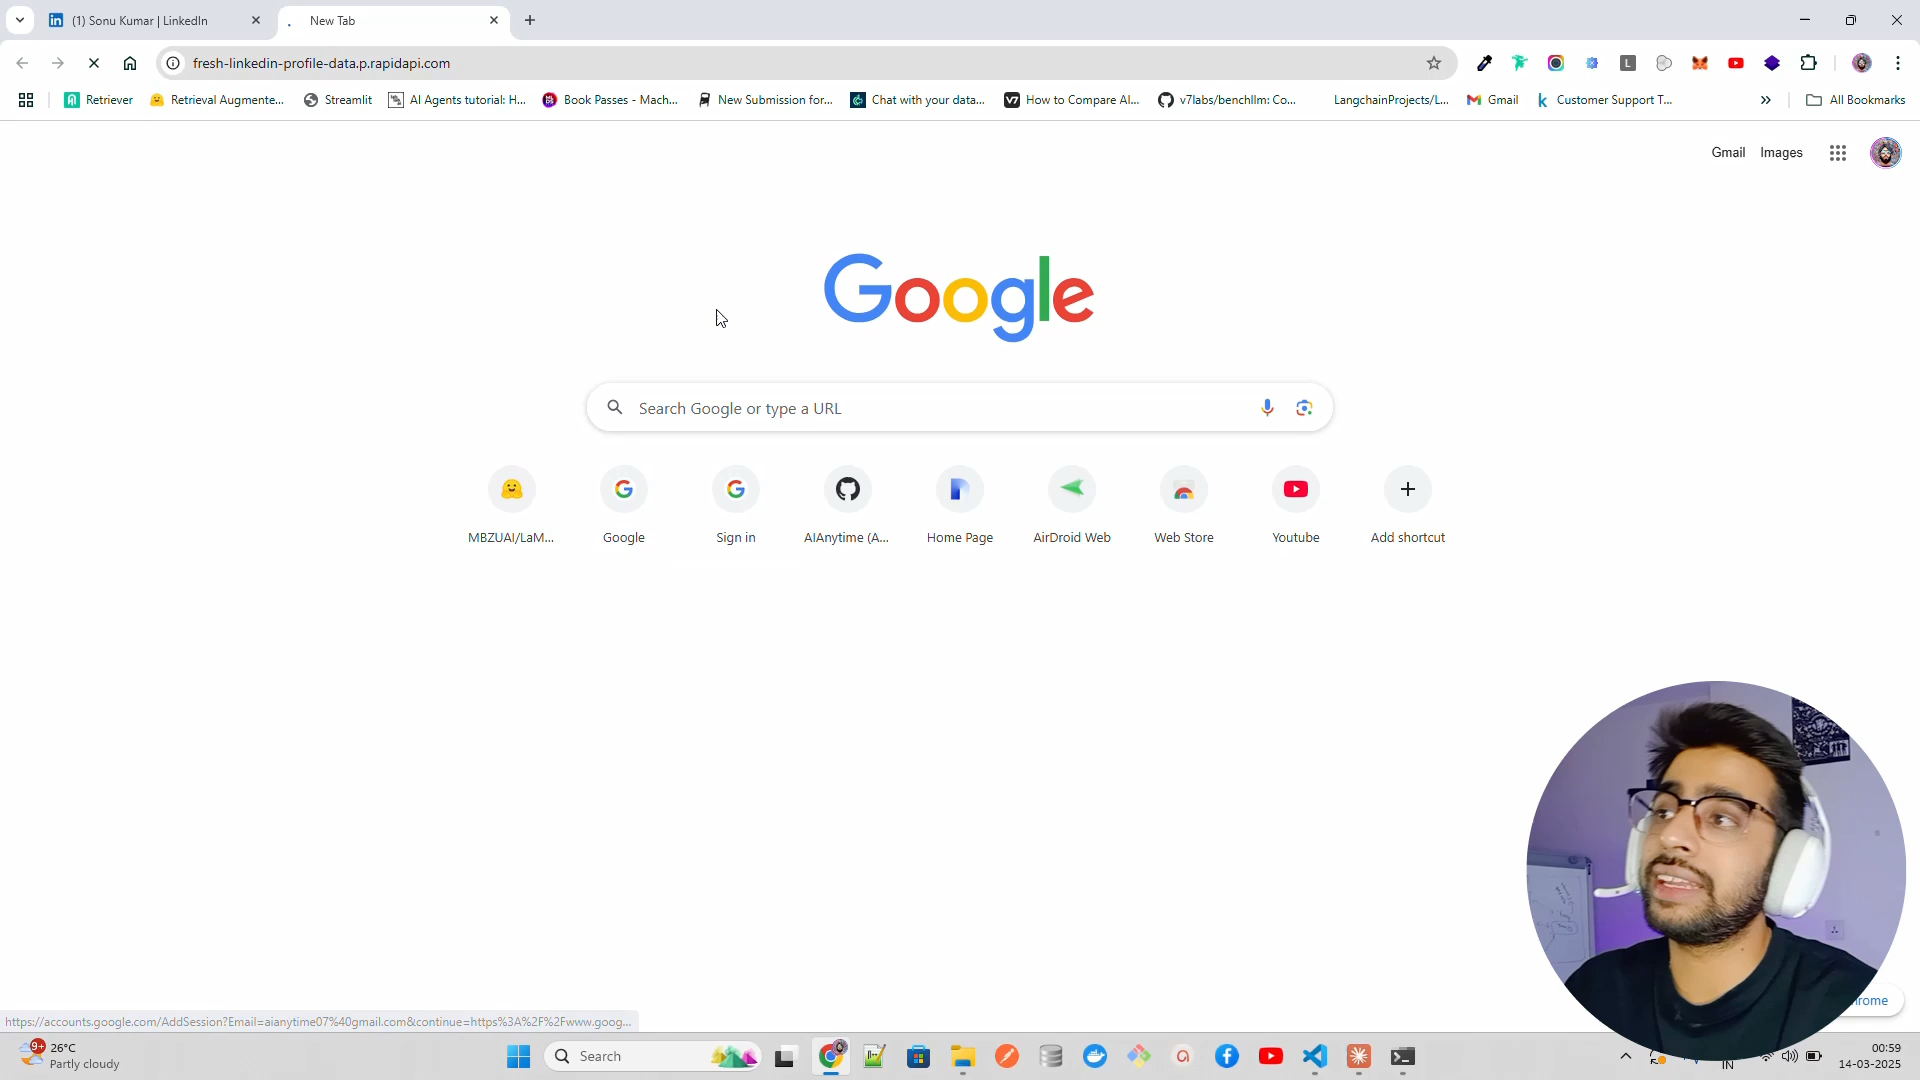 (1) Sonu Kumar | LinkedIn
New Tab
fresh-linkedin-profile-data.p.rapidapi.com
Retriever
Retrieval Augmente...
Streamlit
AI Agents tutorial: H...
Book Passes - Mach...
New Submission for...
Chat with your data...
How to Compare AI...
v7labs/benchllm: Co...
LangchainProjects/L...
Gmail
Customer Support T...
All Bookmarks
Gmail
Images
Google
Search Google or type a URL
MBZUAI/LaM...
Google
Sign in
AIAnytime (A...
Home Page
AirDroid Web
Web Store
Youtube
Add shortcut
https://accounts.google.com/AddSession?Email=aianytime07%40gmail.com&continue=https%3A%2F%2Fwww.goog...
9+
26°C
Partly cloudy
Search
IN
00:59
14-03-2025